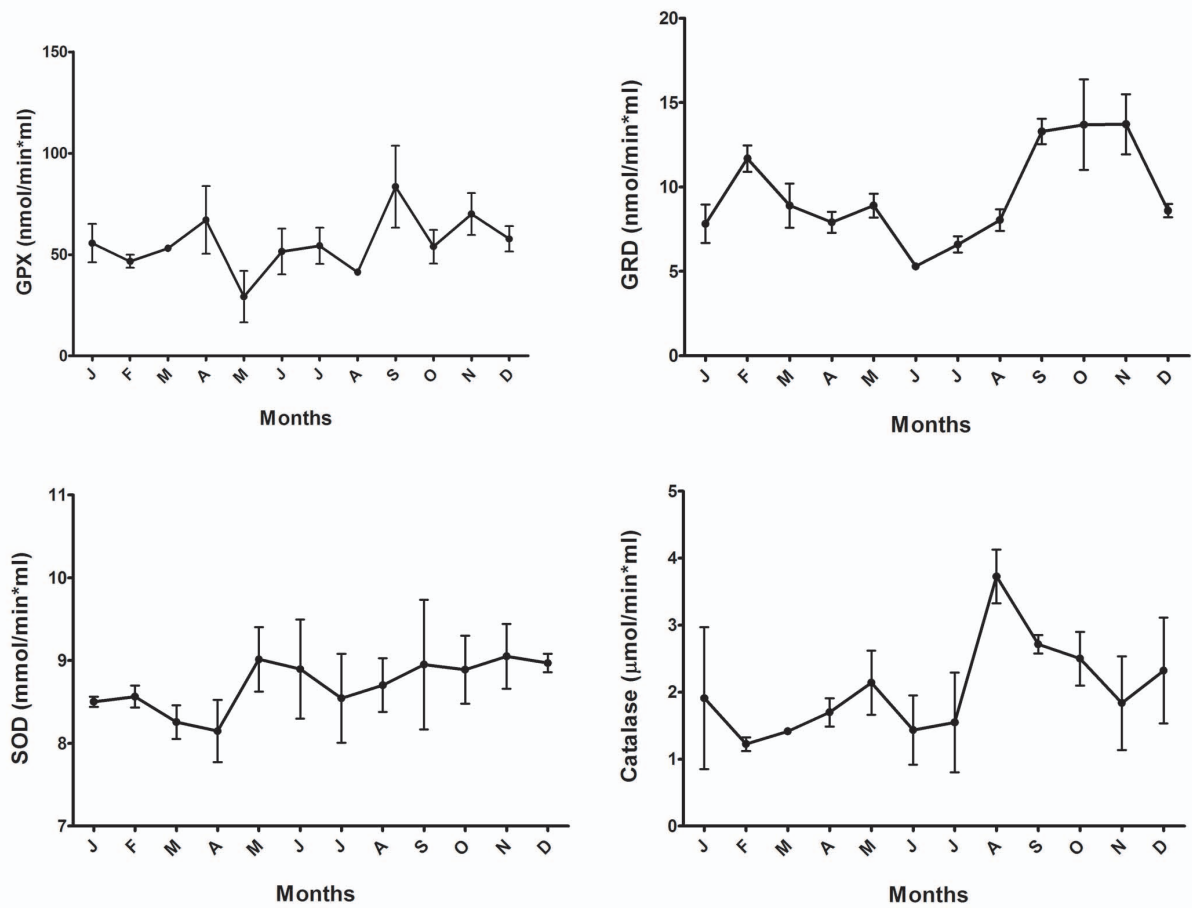 GPX (nmol/min*ml)
150
100
50
0
J F M A M J J A S O N D
Months
GRD (nmol/min*ml)
20
15
10
5
0
J F M A M J J A S O N D
Months
SOD (mmol/min*ml)
11
10
9
8
7
J F M A M J J A S O N D
Months
Catalase (μmol/min*ml)
5
4
3
2
1
0
J F M A M J J A S O N D
Months